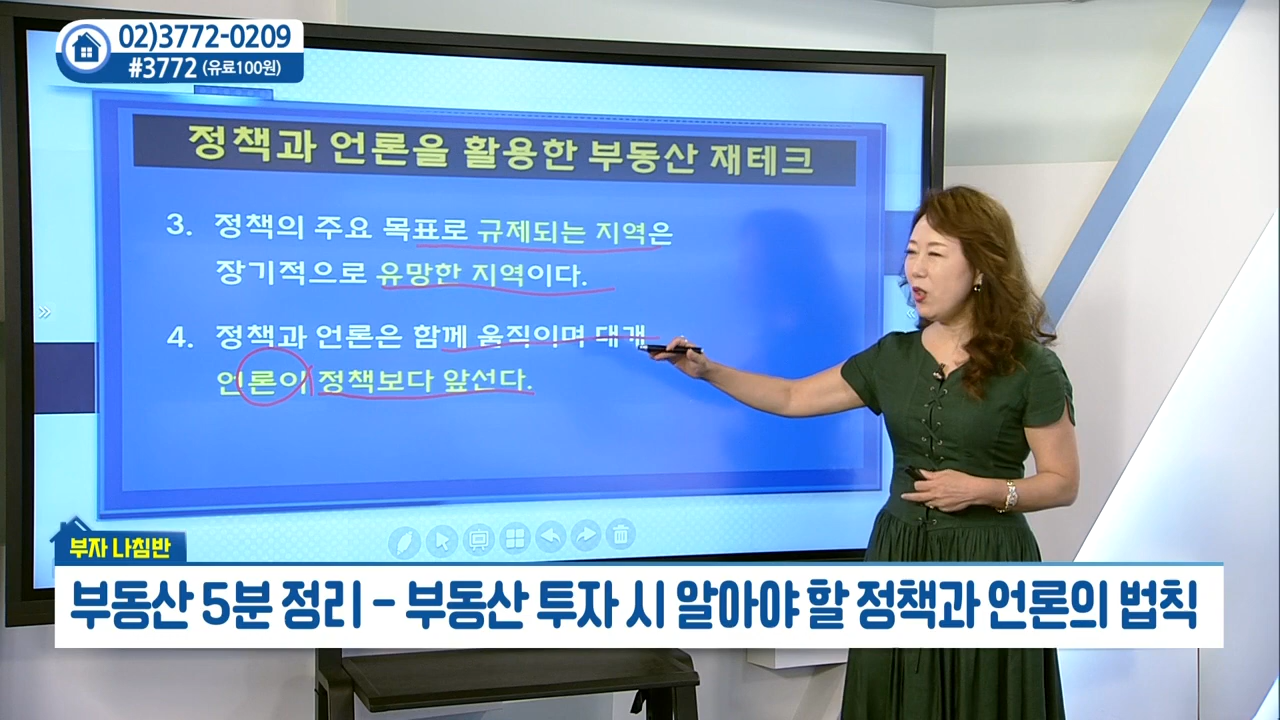 02)3772-0209
#3772 (유료100원)
정책과 언론을 활용한 부동산 재테크
3. 정책의 주요 목표로 규제되는 지역은
장기적으로 유망한 지역이다.
4. 정책과 언론은 함께 움직이며 대개
언론이 정책보다 앞선다.
부자 나침반
부동산 5분 정리 - 부동산 투자 시 알아야 할 정책과 언론의 법칙